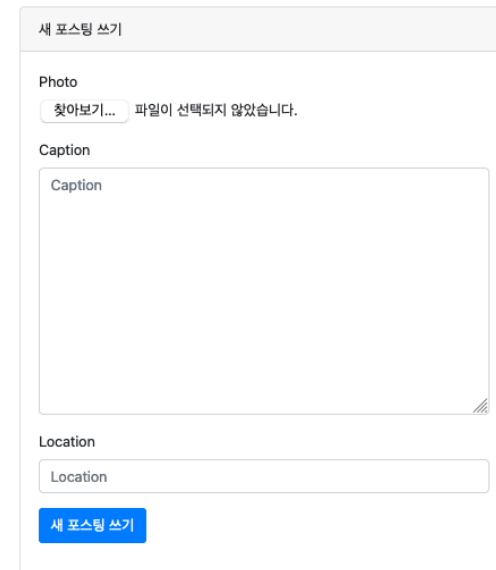 새 포스팅 쓰기
Photo
찾아보기... 파일이 선택되지 않았습니다.
Caption
Caption
Location
Location
새 포스팅 쓰기